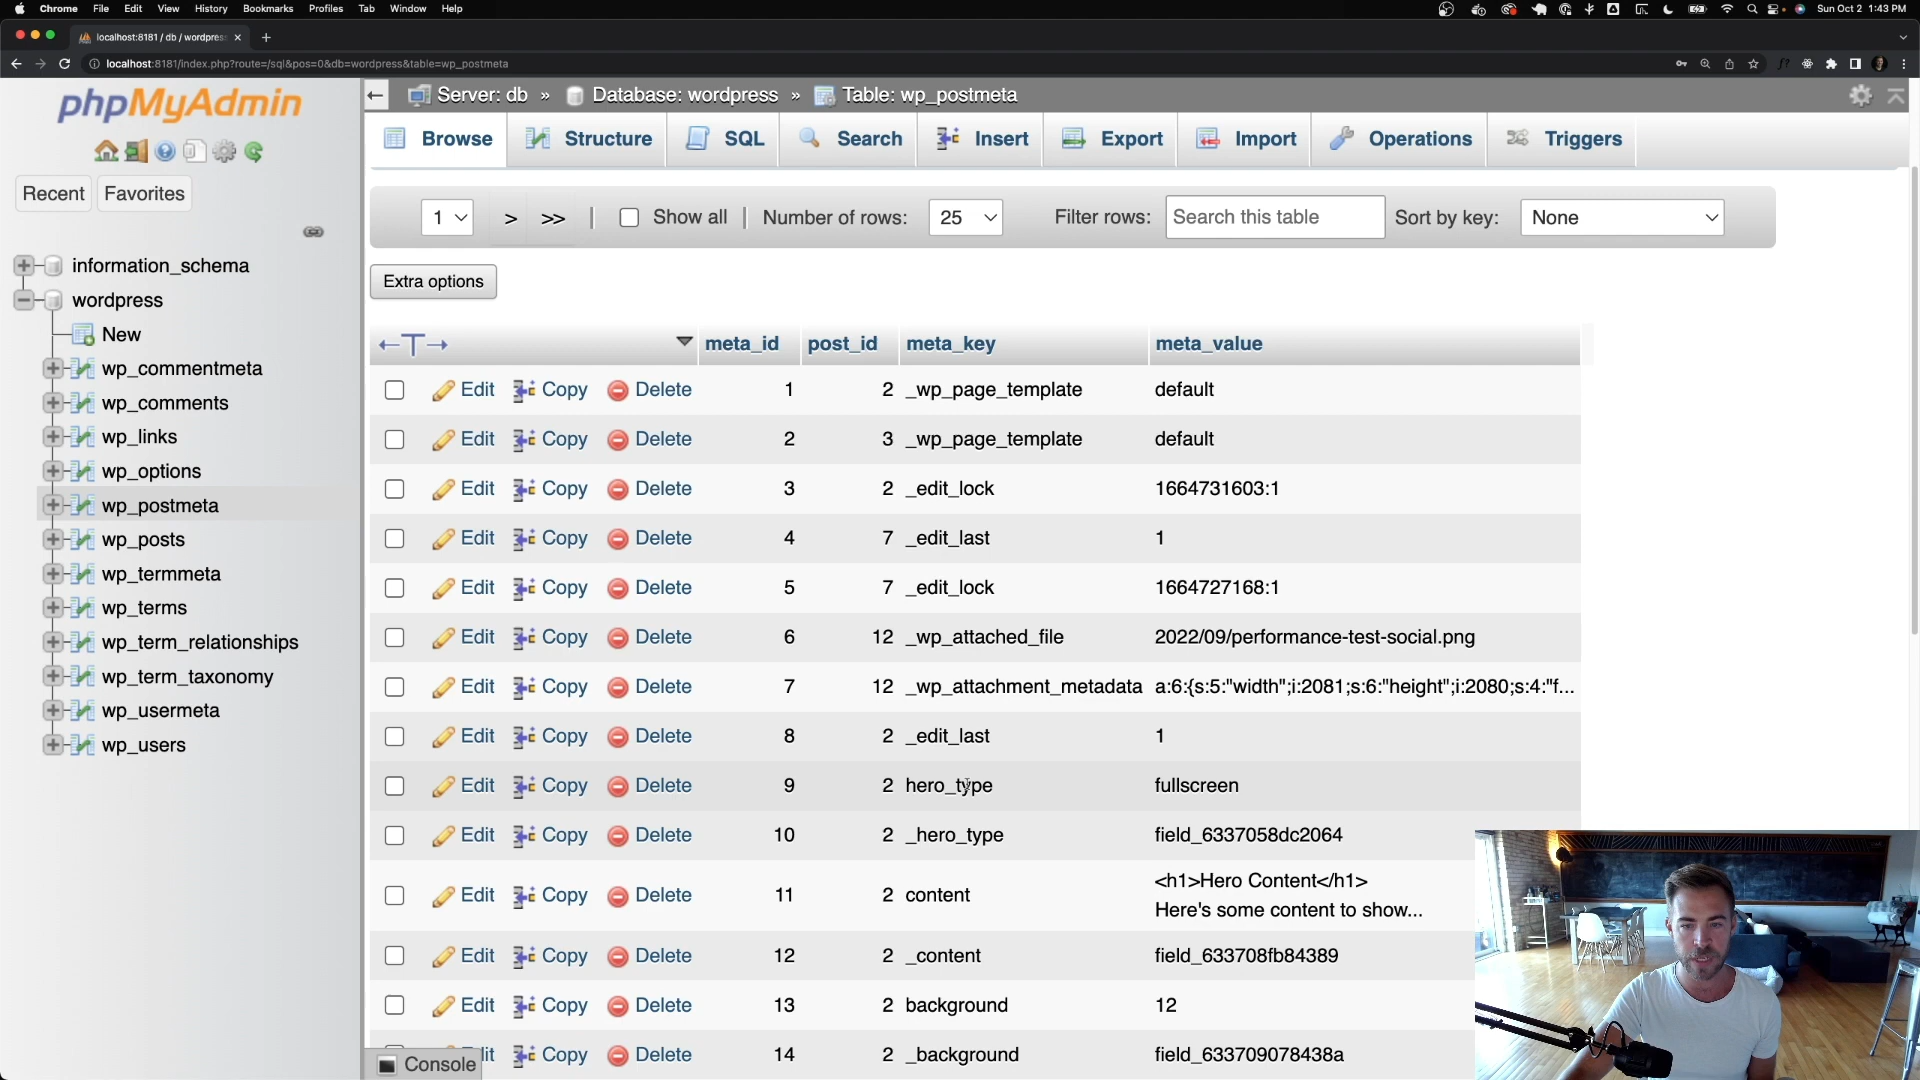 Chrome File Edit View History Bookmarks Profiles Tab Window Help
Sun Oct 2 1:43 PM
localhost:8181 / db / wordpres
localhost:8181/index.php?route=/sql&pos=0&db=wordpress&table=wp_postmeta
phpMyAdmin
Recent Favorites
information_schema
wordpress
New
wp_commentmeta
wp_comments
wp_links
wp_options
wp_postmeta
wp_posts
wp_termmeta
wp_terms
wp_term_relationships
wp_term_taxonomy
wp_usermeta
wp_users
Server: db » Database: wordpress » Table: wp_postmeta
Browse Structure SQL Search Insert Export Import Operations Triggers
1 > >> | Show all | Number of rows: 25 Filter rows: Search this table Sort by key: None
Extra options
←T→ meta_id post_id meta_key meta_value
Edit Copy Delete 1 2 _wp_page_template default
Edit Copy Delete 2 3 _wp_page_template default
Edit Copy Delete 3 2 _edit_lock 1664731603:1
Edit Copy Delete 4 7 _edit_last 1
Edit Copy Delete 5 7 _edit_lock 1664727168:1
Edit Copy Delete 6 12 _wp_attached_file 2022/09/performance-test-social.png
Edit Copy Delete 7 12 _wp_attachment_metadata a:6:{s:5:"width";i:2081;s:6:"height";i:2080;s:4:"f...
Edit Copy Delete 8 2 _edit_last 1
Edit Copy Delete 9 2 hero_type fullscreen
Edit Copy Delete 10 2 _hero_type field_6337058dc2064
Edit Copy Delete 11 2 content <h1>Hero Content</h1>
Here's some content to show...
Edit Copy Delete 12 2 _content field_633708fb84389
Edit Copy Delete 13 2 background 12
Copy Delete 14 2 _background field_633709078438a
Console